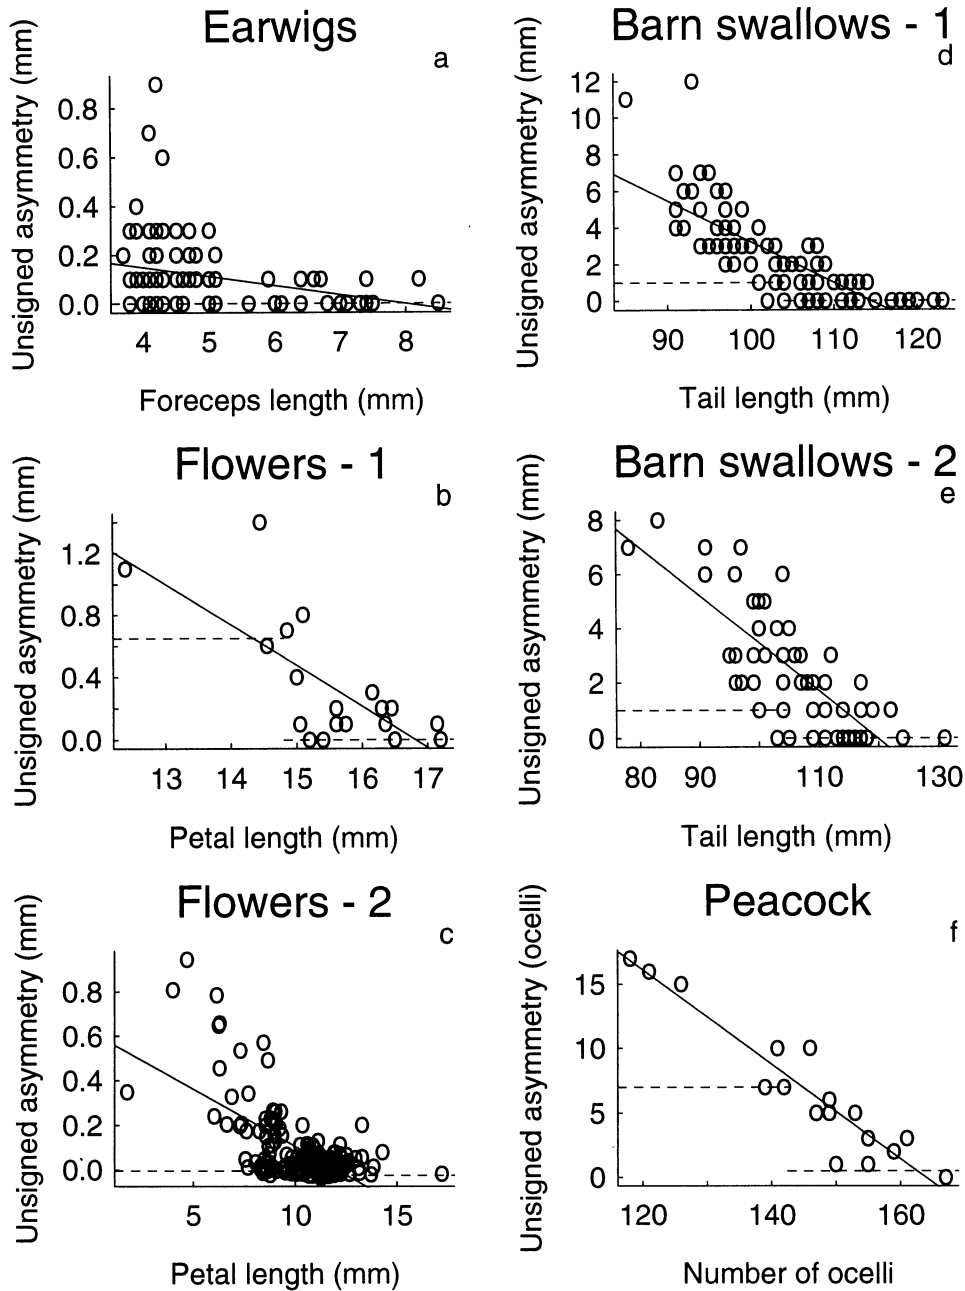 Earwigs
a
Unsigned asymmetry (mm)
0.8
0.6
0.4
0.2
0.0
4 5 6 7 8
Foreceps length (mm)
Barn swallows - 1
d
Unsigned asymmetry (mm)
12
10
8
6
4
2
0
90 100 110 120
Tail length (mm)
Flowers - 1
b
Unsigned asymmetry (mm)
1.2
0.8
0.4
0.0
13 14 15 16 17
Petal length (mm)
Barn swallows - 2
e
Unsigned asymmetry (mm)
8
6
4
2
0
80 90 110 130
Tail length (mm)
Flowers - 2
c
Unsigned asymmetry (mm)
0.8
0.6
0.4
0.2
0.0
5 10 15
Petal length (mm)
Peacock
f
Unsigned asymmetry (ocelli)
15
10
5
0
120 140 160
Number of ocelli